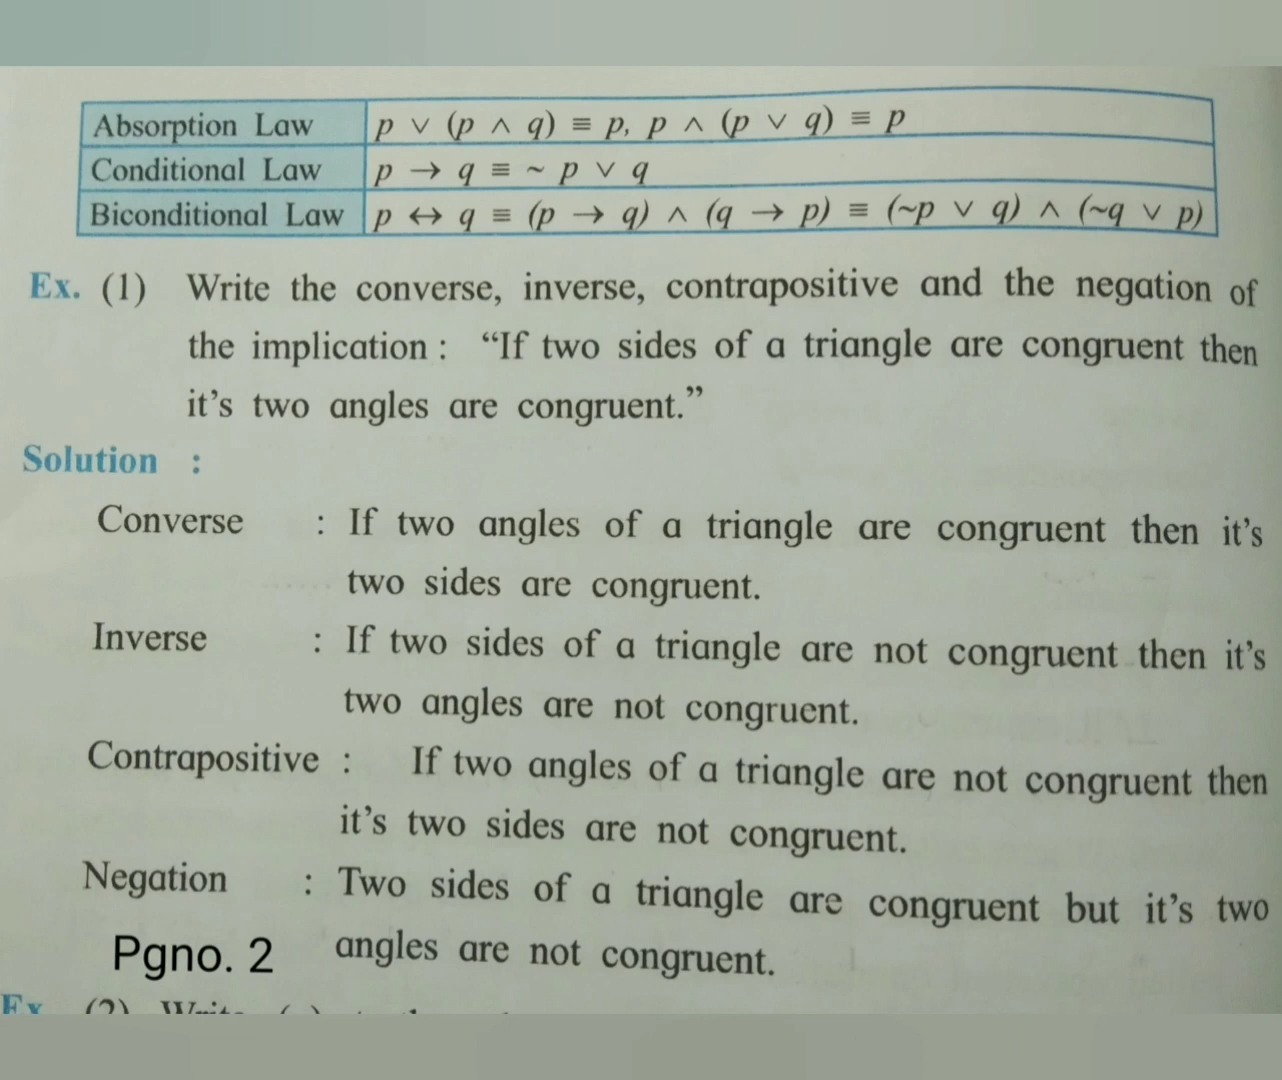 Absorption Law p ∨ (p ∧ q) ≡ p, p ∧ (p ∨ q) ≡ p
Conditional Law p → q ≡ ~ p ∨ q
Biconditional Law p ↔ q ≡ (p → q) ∧ (q → p) ≡ (~p ∨ q) ∧ (~q ∨ p)
Ex. (1) Write the converse, inverse, contrapositive and the negation of
the implication : “If two sides of a triangle are congruent then
it’s two angles are congruent.”
Solution :
Converse : If two angles of a triangle are congruent then it’s
two sides are congruent.
Inverse : If two sides of a triangle are not congruent then it’s
two angles are not congruent.
Contrapositive : If two angles of a triangle are not congruent then
it’s two sides are not congruent.
Negation : Two sides of a triangle are congruent but it’s two
angles are not congruent.
Pgno. 2
Ex. (2) Write